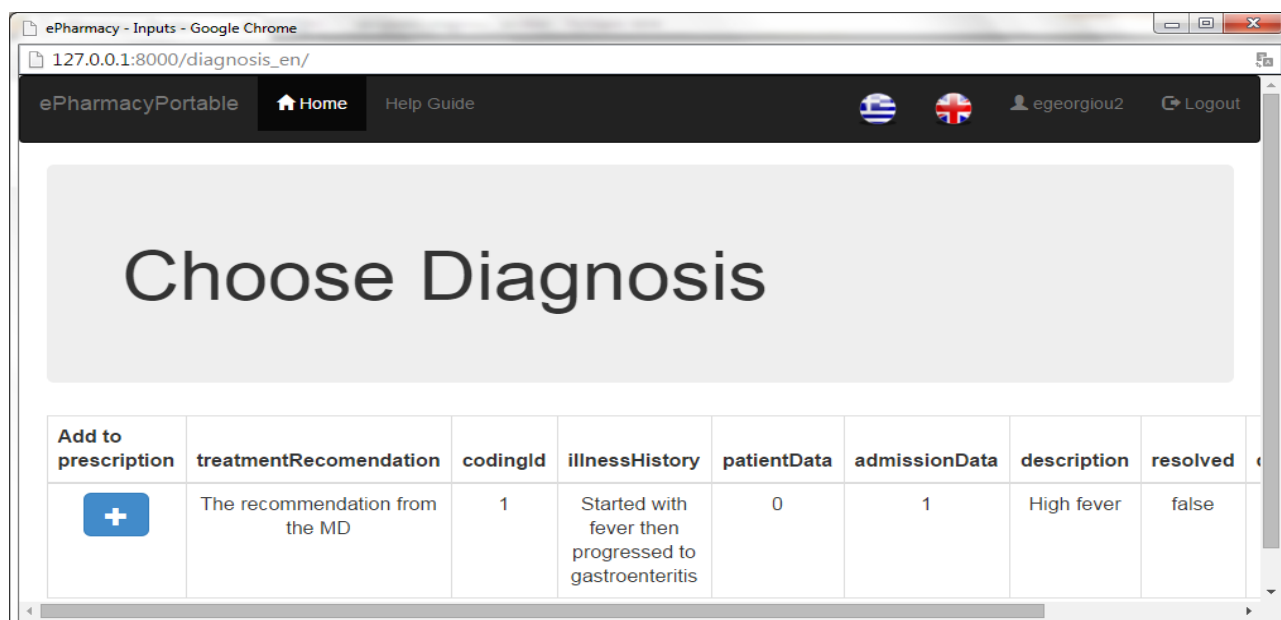 ePharmacy - Inputs - Google Chrome
127.0.0.1:8000/diagnosis_en/
ePharmacyPortable Home Help Guide egeorgiou2 Logout
Choose Diagnosis
Add to
prescription treatmentRecomendation codingId illnessHistory patientData admissionData description resolved
The recommendation from 1 Started with 0 1 High fever false
the MD fever then
progressed to
gastroenteritis